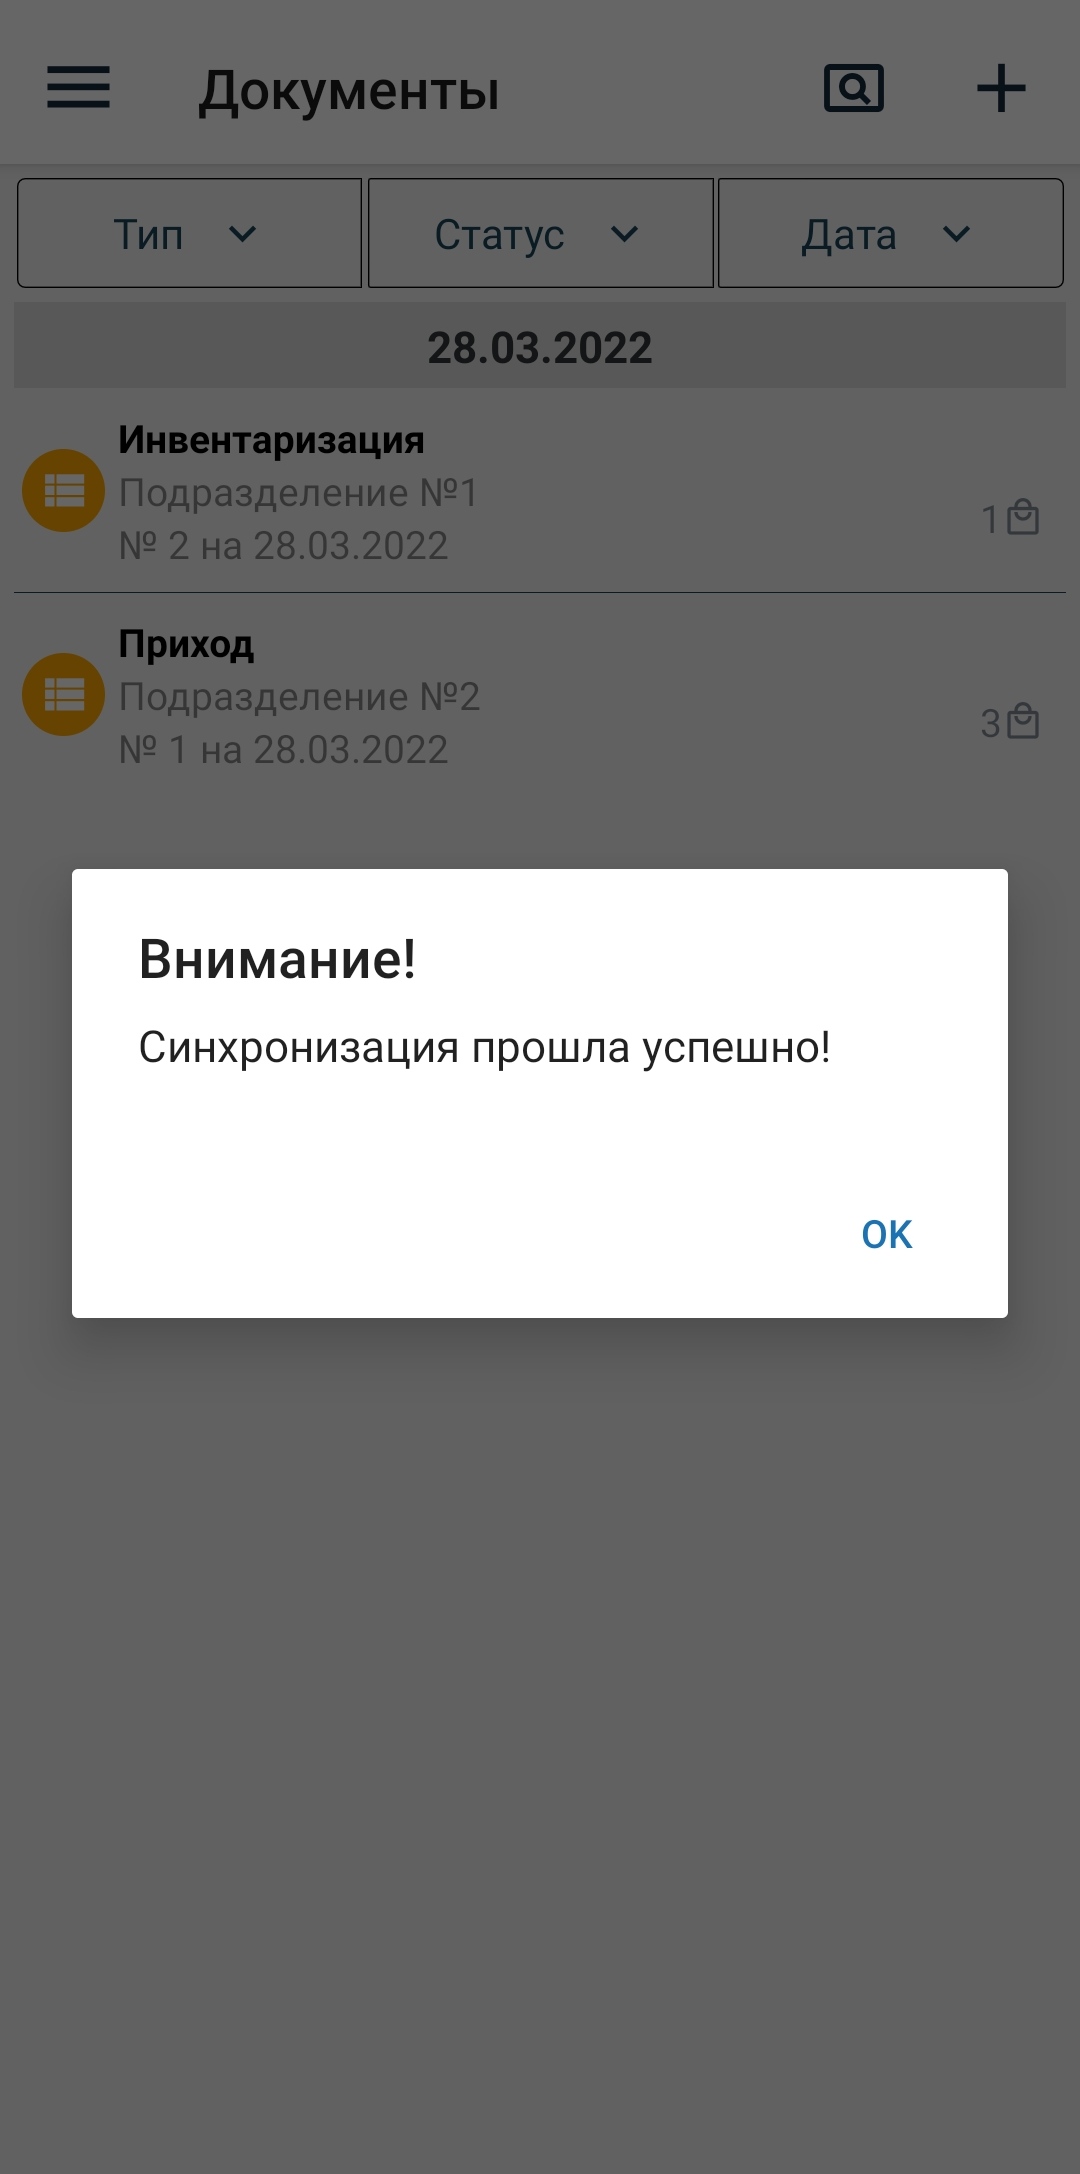 Документы
Тип
Статус
Дата
28.03.2022
Инвентаризация
Подразделение №1
№ 2 на 28.03.2022
1
Приход
Подразделение №2
№ 1 на 28.03.2022
3
Внимание!
Синхронизация прошла успешно!
OK